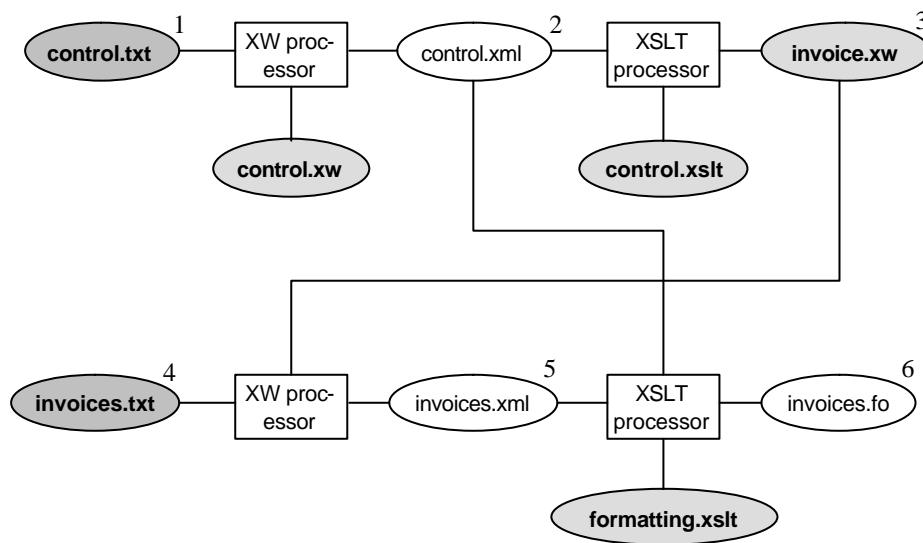 1
control.txt
XW proc-
essor
control.xml
2
XSLT
processor
3
invoice.xw
control.xw
control.xslt
4
invoices.txt
XW proc-
essor
5
invoices.xml
XSLT
processor
6
invoices.fo
formatting.xslt